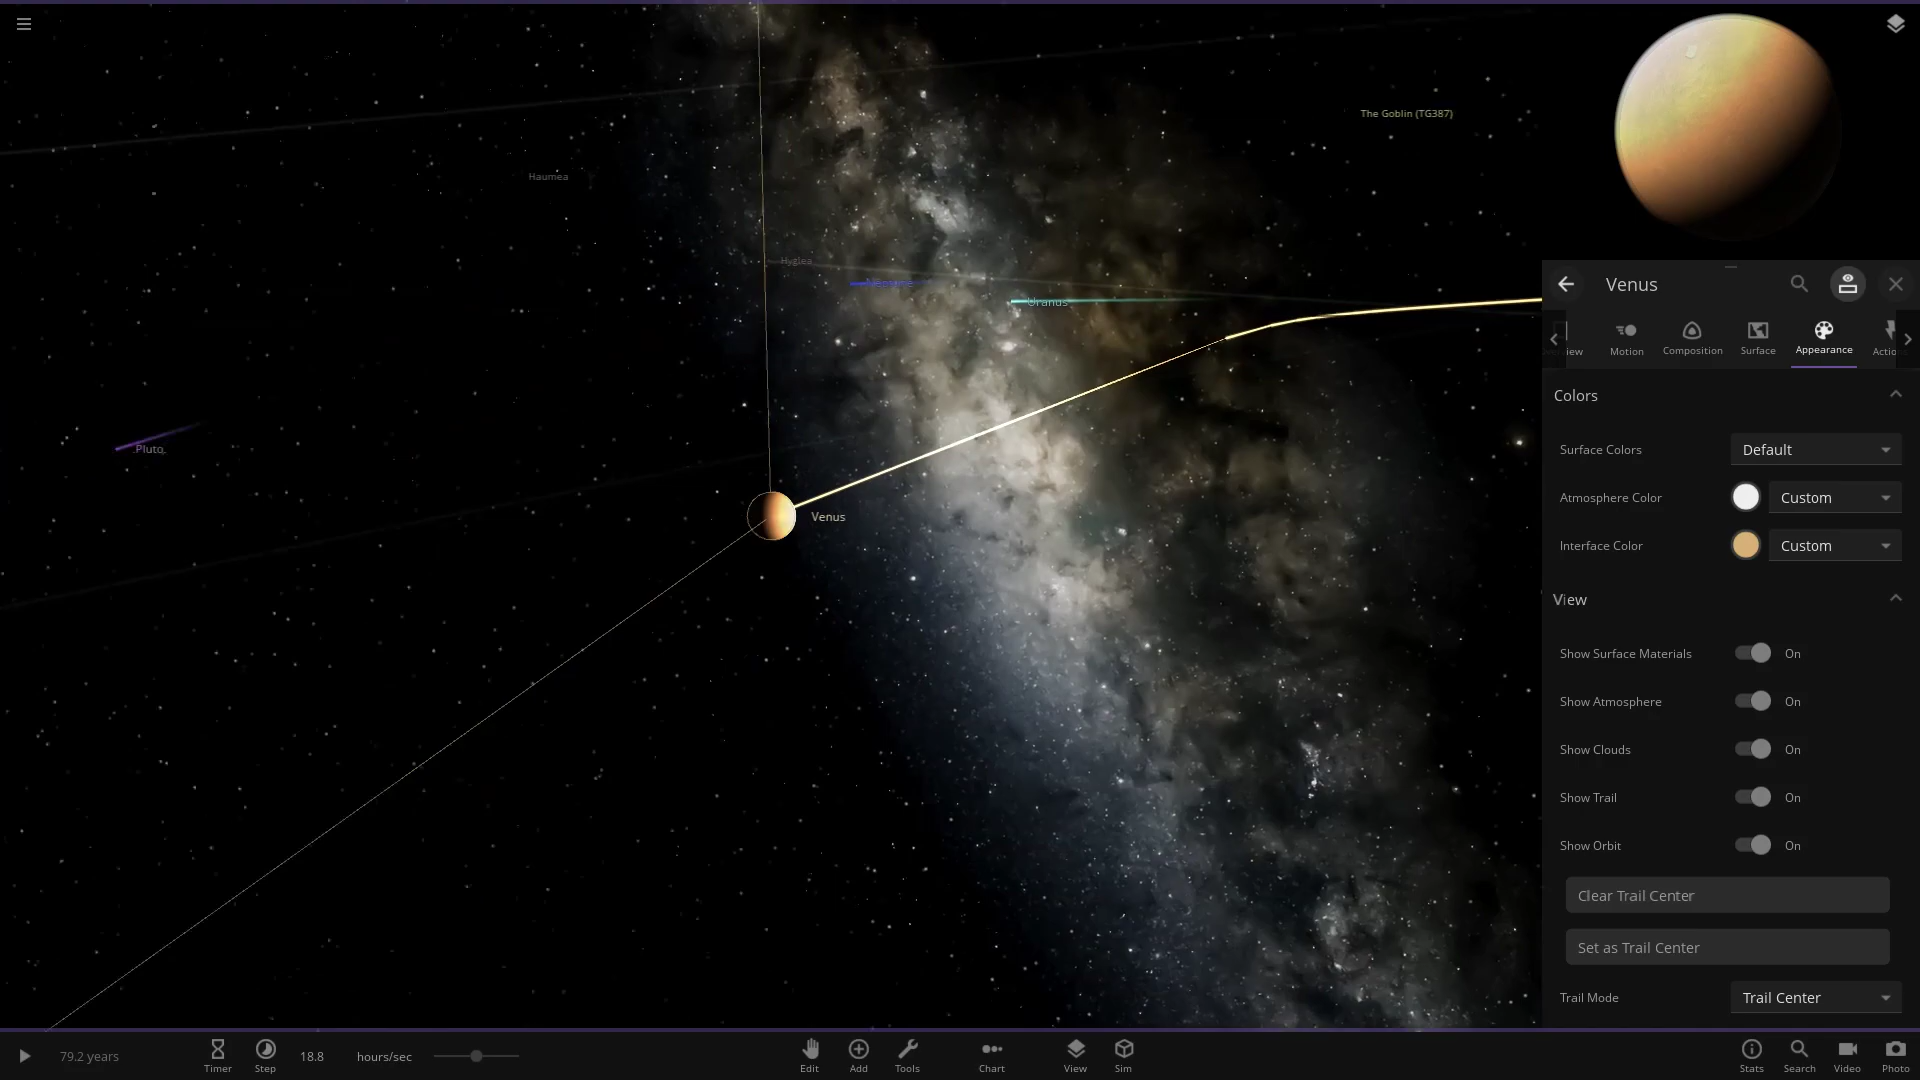 The Goblin (TG387)
Haumea
Hygiea
Neptune
Uranus
Pluto
Venus
Venus
Motion
Composition
Surface
Appearance
Colors
Surface Colors
Default
Atmosphere Color
Custom
Interface Color
Custom
View
Show Surface Materials
On
Show Atmosphere
On
Show Clouds
On
Show Trail
On
Show Orbit
On
Clear Trail Center
Set as Trail Center
Trail Mode
Trail Center
79.2 years
Timer
Step
18.8
hours/sec
Edit
Add
Tools
Chart
View
Sim
Stats
Search
Video
Photo